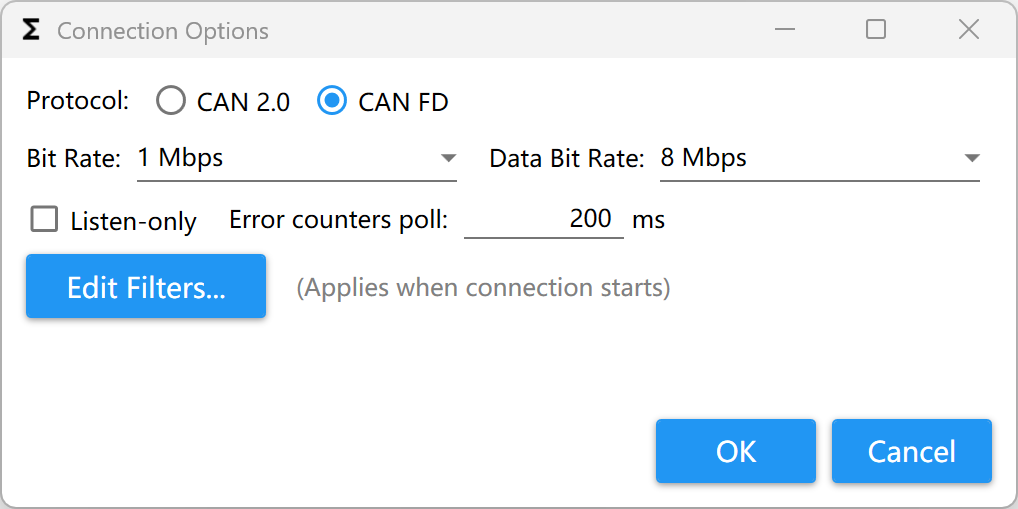 Σ Connection Options
Protocol: CAN 2.0 CAN FD
Bit Rate: 1 Mbps Data Bit Rate: 8 Mbps
Listen-only Error counters poll: 200 ms
Edit Filters... (Applies when connection starts)
OK Cancel